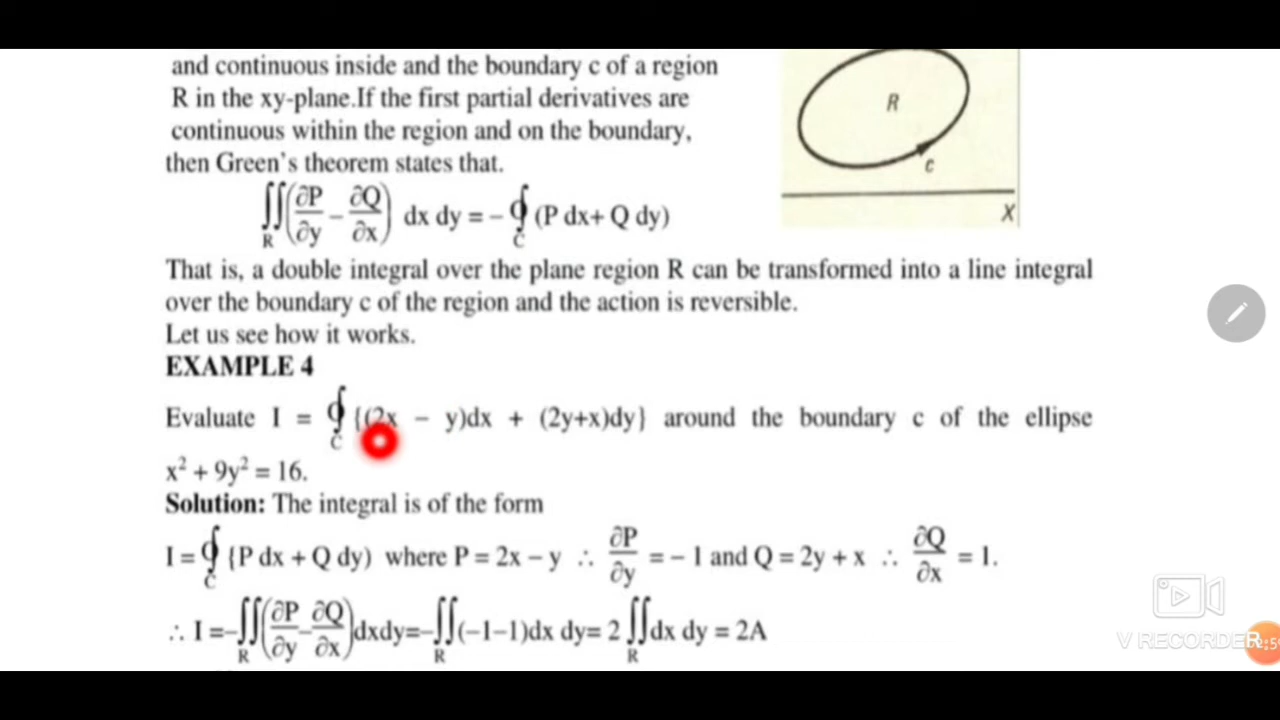 and continuous inside and the boundary c of a region
R in the xy-plane.If the first partial derivatives are
continuous within the region and on the boundary,
then Green's theorem states that.
∬_R (∂P/∂y - ∂Q/∂x) dx dy = - ∮_C (P dx+ Q dy)
R
c
X
That is, a double integral over the plane region R can be transformed into a line integral
over the boundary c of the region and the action is reversible.
Let us see how it works.
EXAMPLE 4
Evaluate I = ∮_C {(2x - y)dx + (2y+x)dy} around the boundary c of the ellipse
x² + 9y² = 16.
Solution: The integral is of the form
I = ∮_C {P dx + Q dy) where P = 2x – y ∴ ∂P/∂y = – 1 and Q = 2y + x ∴ ∂Q/∂x = 1.
∴ I =–∬_R (∂P/∂y – ∂Q/∂x)dxdy=–∬_R (–1–1)dx dy= 2 ∬_R dx dy = 2A
V RECORDER